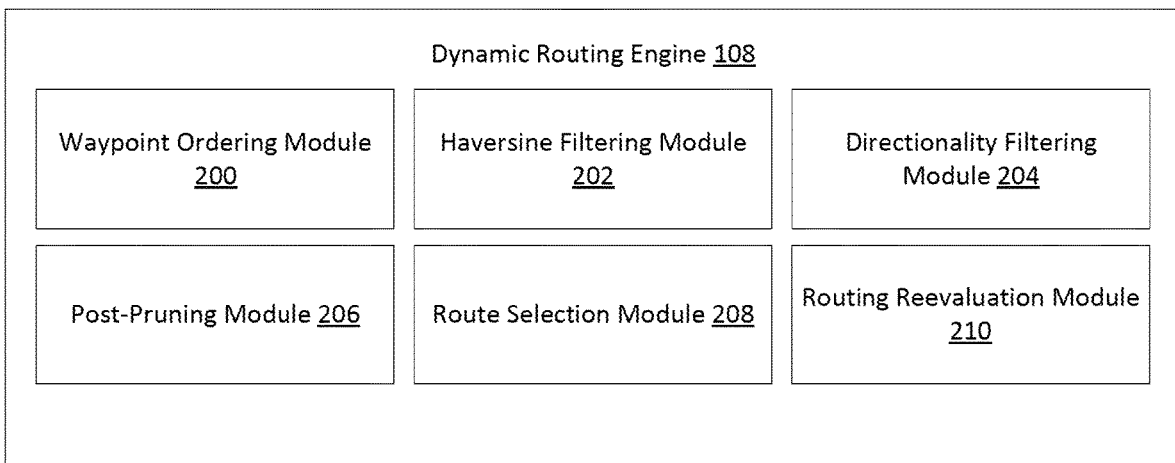 Dynamic Routing Engine 108
Waypoint Ordering Module
200
Haversine Filtering Module
202
Directionality Filtering
Module 204
Post-Pruning Module 206
Route Selection Module 208
Routing Reevaluation Module
210